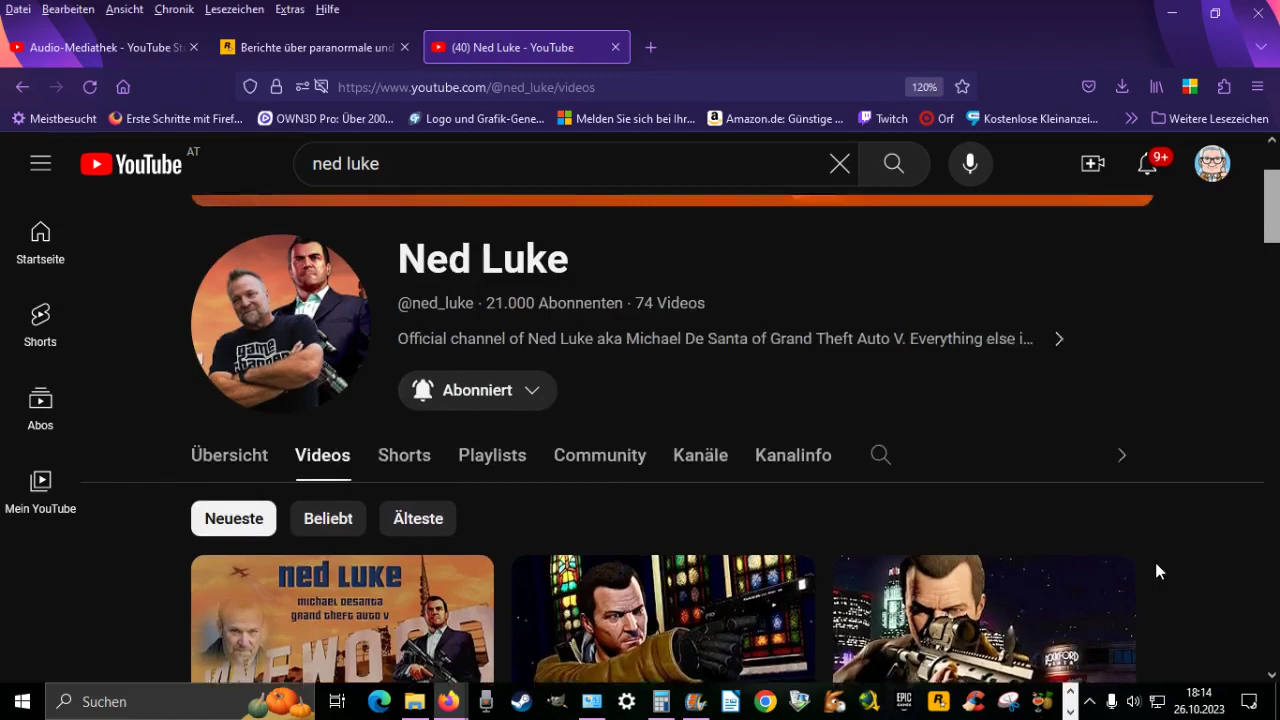 Datei Bearbeiten Ansicht Chronik Lesezeichen Extras Hilfe
Audio-Mediathek - YouTube St
Berichte über paranormale und
(40) Ned Luke - YouTube
https://www.youtube.com/@ned_luke/videos
120%
Meistbesucht Erste Schritte mit Firef... OWN3D Pro: Über 200... Logo und Grafik-Gene... Melden Sie sich bei Ihr... Amazon.de: Günstige ... Twitch Orf Kostenlose Kleinanzei... Weitere Lesezeichen
YouTube AT
ned luke
9+
Startseite
Shorts
Abos
Mein YouTube
game changer
Ned Luke
@ned_luke · 21.000 Abonnenten · 74 Videos
Official channel of Ned Luke aka Michael De Santa of Grand Theft Auto V. Everything else i...
Abonniert
Übersicht Videos Shorts Playlists Community Kanäle Kanalinfo
Neueste Beliebt Älteste
ned LUKE
michael desanta
grand theft auto v
Suchen
EPIC GAMES
18:14
26.10.2023